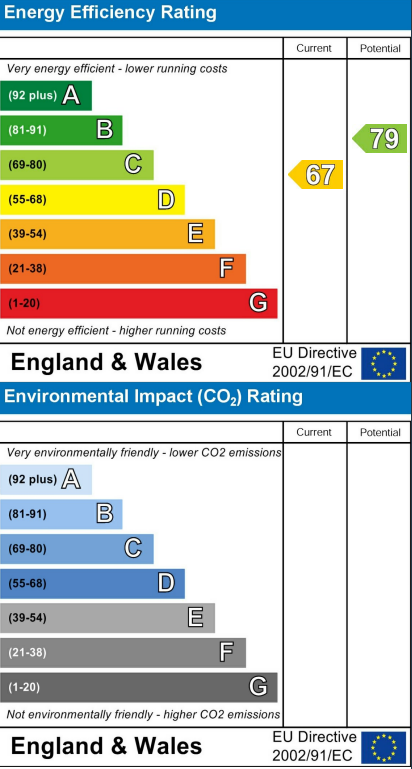 Energy Efficiency Rating
Current Potential
Very energy efficient - lower running costs
(92 plus) A
(81-91) B
79
(69-80) C
67
(55-68) D
(39-54) E
(21-38) F
(1-20) G
Not energy efficient - higher running costs
England & Wales
EU Directive
2002/91/EC
Environmental Impact (CO₂) Rating
Current Potential
Very environmentally friendly - lower CO2 emissions
(92 plus) A
(81-91) B
(69-80) C
(55-68) D
(39-54) E
(21-38) F
(1-20) G
Not environmentally friendly - higher CO2 emissions
England & Wales
EU Directive
2002/91/EC